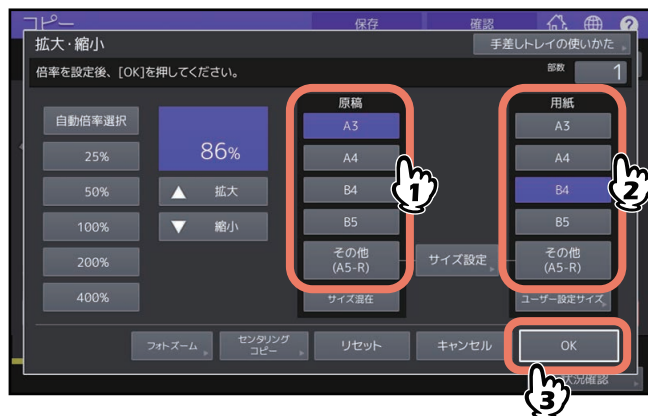 コピー 保存 確認
拡大・縮小 手差しトレイの使いかた
倍率を設定後、[OK]を押してください。 部数 1
原稿 用紙
自動倍率選択 A3 A3
25% 86% A4 A4
1 2
50% 拡大 B4 B4
100% 縮小 B5 B5
200% その他
(A5-R) サイズ設定 その他
(A5-R)
400% サイズ混在 ユーザー設定サイズ
フォトズーム センタリング
コピー リセット キャンセル OK
3
状況確認